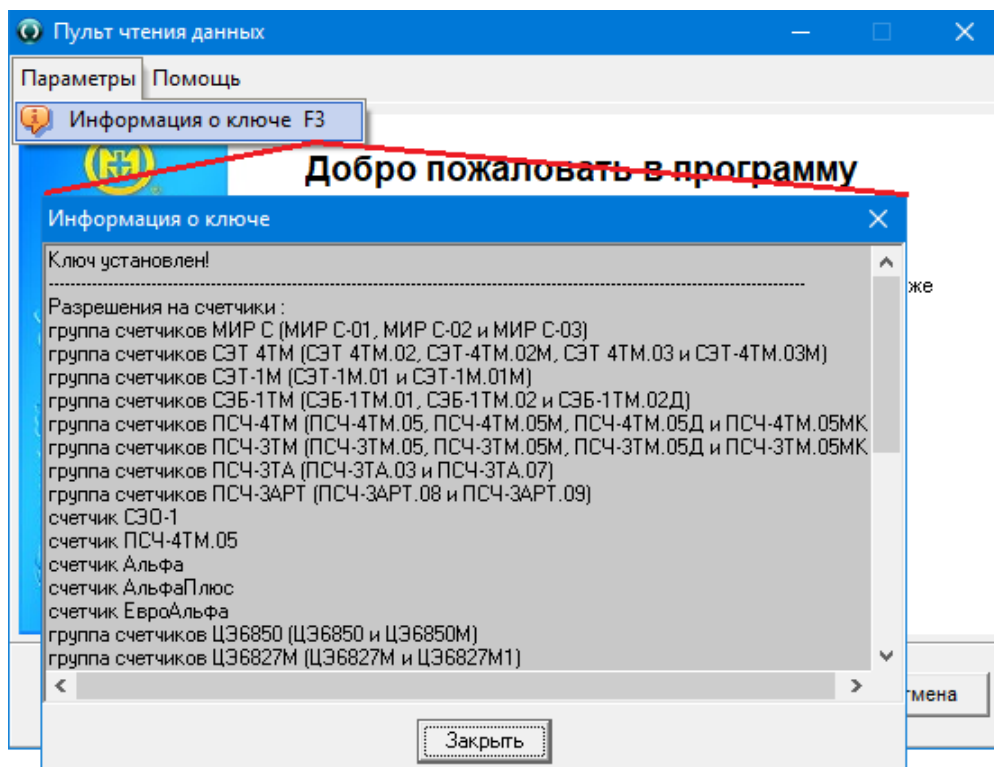 Пульт чтения данных
Параметры Помощь
Информация о ключе F3
Добро пожаловать в программу
же
Информация о ключе
Ключ установлен!
Разрешения на счетчики :
группа счетчиков МИР С (МИР С-01, МИР С-02 и МИР С-03)
группа счетчиков СЭТ 4ТМ (СЭТ 4ТМ.02, СЭТ-4ТМ.02М, СЭТ 4ТМ.03 и СЭТ-4ТМ.03М)
группа счетчиков СЭТ-1М (СЭТ-1М.01 и СЭТ-1М.01М)
группа счетчиков СЭБ-1ТМ (СЭБ-1ТМ.01, СЭБ-1ТМ.02 и СЭБ-1ТМ.02Д)
группа счетчиков ПСЧ-4ТМ (ПСЧ-4ТМ.05, ПСЧ-4ТМ.05М, ПСЧ-4ТМ.05Д и ПСЧ-4ТМ.05МК
группа счетчиков ПСЧ-3ТМ (ПСЧ-3ТМ.05, ПСЧ-3ТМ.05М, ПСЧ-3ТМ.05Д и ПСЧ-3ТМ.05МК
группа счетчиков ПСЧ-3ТА (ПСЧ-3ТА.03 и ПСЧ-3ТА.07)
группа счетчиков ПСЧ-3АРТ (ПСЧ-3АРТ.08 и ПСЧ-3АРТ.09)
счетчик СЭО-1
счетчик ПСЧ-4ТМ.05
счетчик Альфа
счетчик АльфаПлюс
счетчик ЕвроАльфа
группа счетчиков ЦЭ6850 (ЦЭ6850 и ЦЭ6850М)
группа счетчиков ЦЭ6827М (ЦЭ6827М и ЦЭ6827М1)
тмена
Закрыть